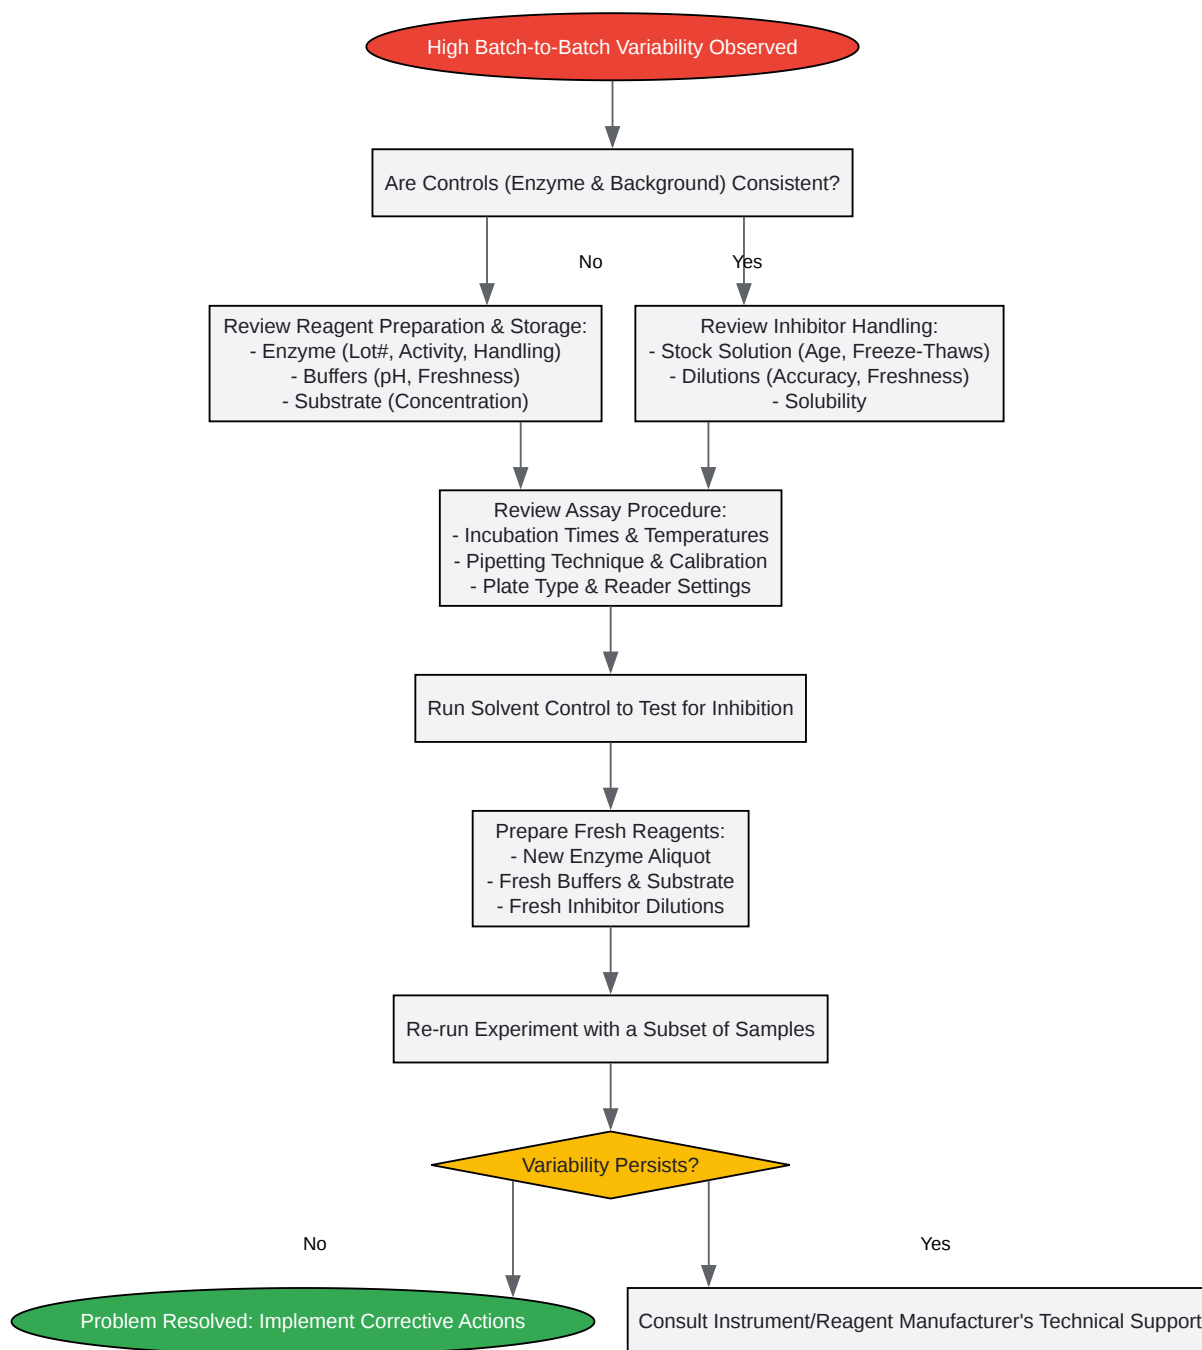 High Batch-to-Batch Variability Observed
Are Controls (Enzyme & Background) Consistent?
No
Yes
Review Reagent Preparation & Storage:
- Enzyme (Lot#, Activity, Handling)
- Buffers (pH, Freshness)
- Substrate (Concentration)
Review Inhibitor Handling:
- Stock Solution (Age, Freeze-Thaws)
- Dilutions (Accuracy, Freshness)
- Solubility
Review Assay Procedure:
- Incubation Times & Temperatures
- Pipetting Technique & Calibration
- Plate Type & Reader Settings
Run Solvent Control to Test for Inhibition
Prepare Fresh Reagents:
- New Enzyme Aliquot
- Fresh Buffers & Substrate
- Fresh Inhibitor Dilutions
Re-run Experiment with a Subset of Samples
Variability Persists?
No
Yes
Problem Resolved: Implement Corrective Actions
Consult Instrument/Reagent Manufacturer's Technical Support